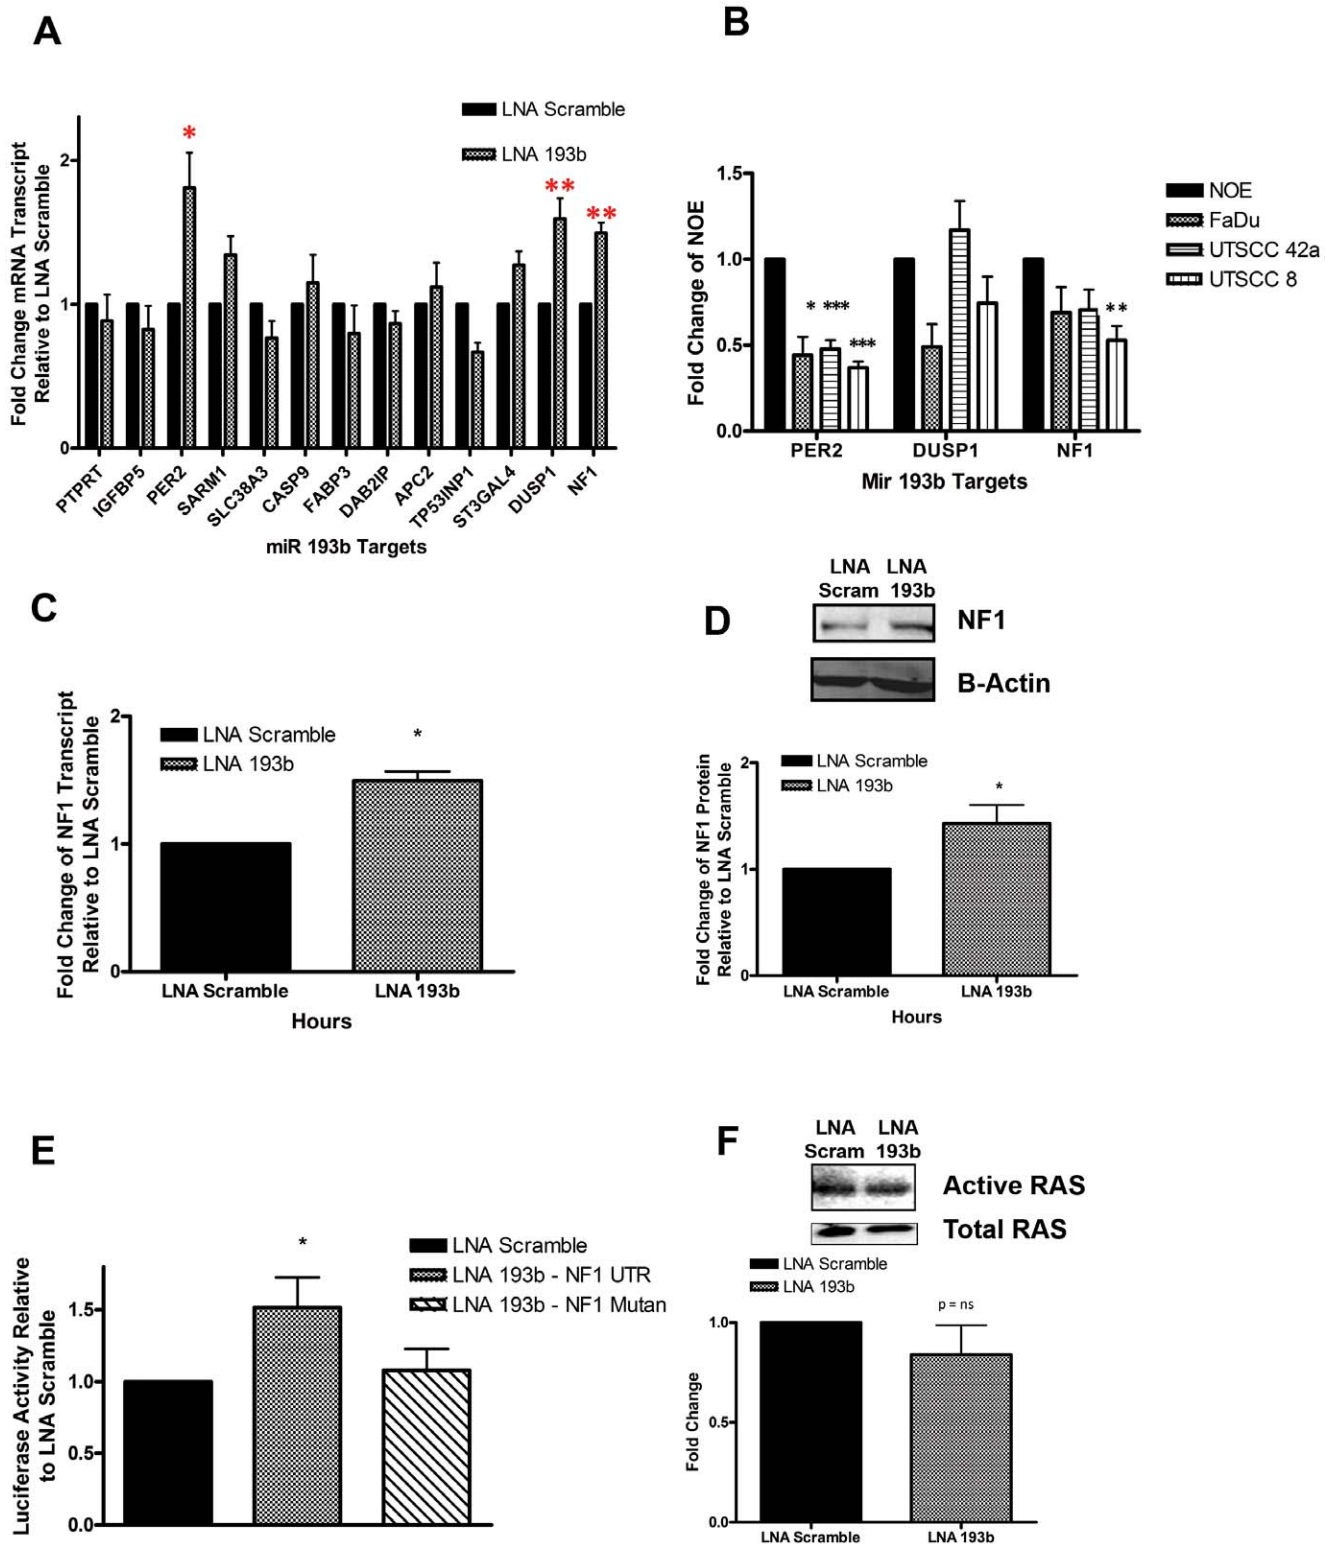 A
LNA Scramble
LNA 193b
Fold Change mRNA Transcript
Relative to LNA Scramble
2
1
0
*
**
**
PTPRT
IGFBP5
PER2
SARM1
SLC38A3
CASP9
FABP3
DAB2IP
APC2
TP53INP1
ST3GAL4
DUSP1
NF1
miR 193b Targets
B
Fold Change of NOE
1.5
1.0
0.5
0.0
NOE
FaDu
UTSCC 42a
UTSCC 8
* ***
***
**
PER2 DUSP1 NF1
Mir 193b Targets
C
Fold Change of NF1 Transcript
Relative to LNA Scramble
2
1
0
LNA Scramble
LNA 193b
*
LNA Scramble LNA 193b
Hours
D
LNA LNA
Scram 193b
NF1
B-Actin
Fold Change of NF1 Protein
Relative to LNA Scramble
2
1
0
LNA Scramble
LNA 193b
*
LNA Scramble LNA 193b
Hours
E
Luciferase Activity Relative
to LNA Scramble
1.5
1.0
0.5
0.0
*
LNA Scramble
LNA 193b - NF1 UTR
LNA 193b - NF1 Mutan
F
LNA LNA
Scram 193b
Active RAS
Total RAS
LNA Scramble
LNA 193b
Fold Change
1.0
0.5
0.0
p = ns
LNA Scramble LNA 193b